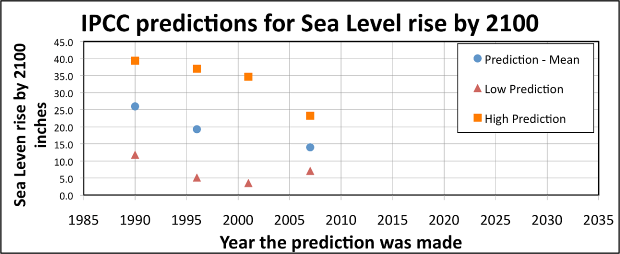 IPCC predictions for Sea Level rise by 2100
Sea Leven rise by 2100
inches
45.0
40.0
35.0
30.0
25.0
20.0
15.0
10.0
5.0
0.0
Prediction - Mean
Low Prediction
High Prediction
1985 1990 1995 2000 2005 2010 2015 2020 2025 2030 2035
Year the prediction was made